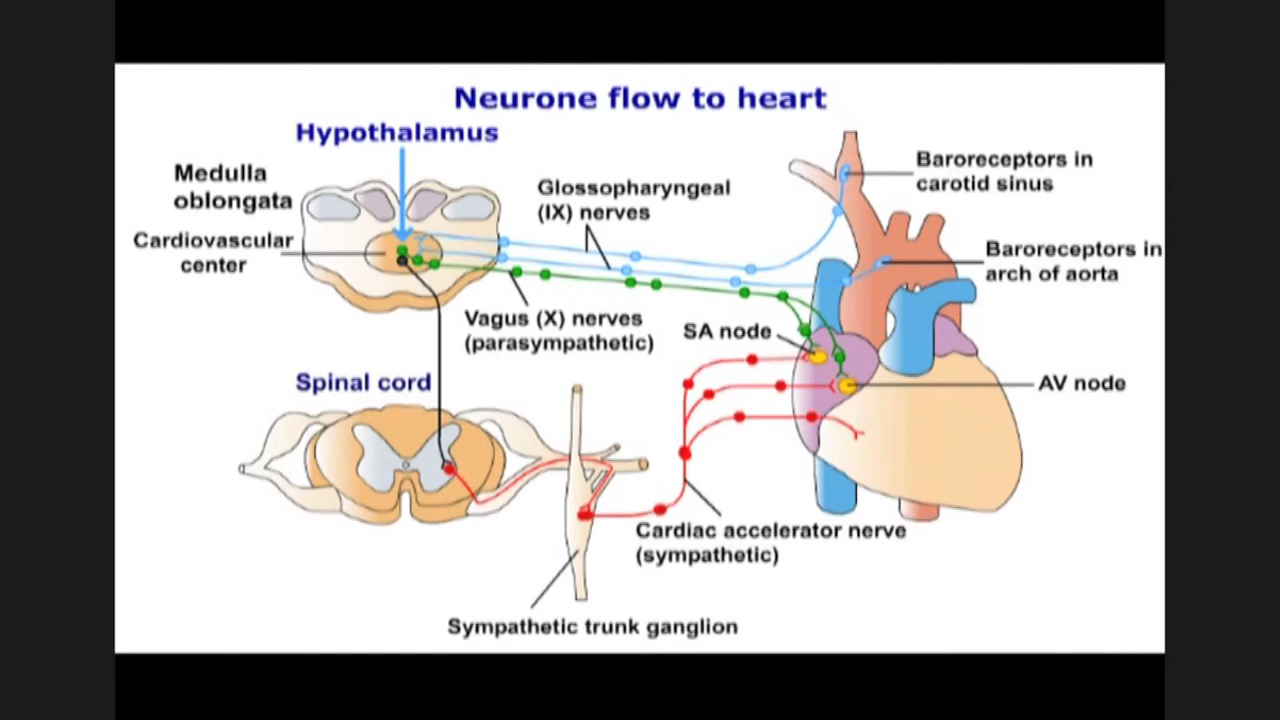 Neurone flow to heart
Hypothalamus
Medulla
oblongata
Cardiovascular
center
Glossopharyngeal
(IX) nerves
Baroreceptors in
carotid sinus
Baroreceptors in
arch of aorta
Vagus (X) nerves
(parasympathetic)
SA node
AV node
Spinal cord
Cardiac accelerator nerve
(sympathetic)
Sympathetic trunk ganglion